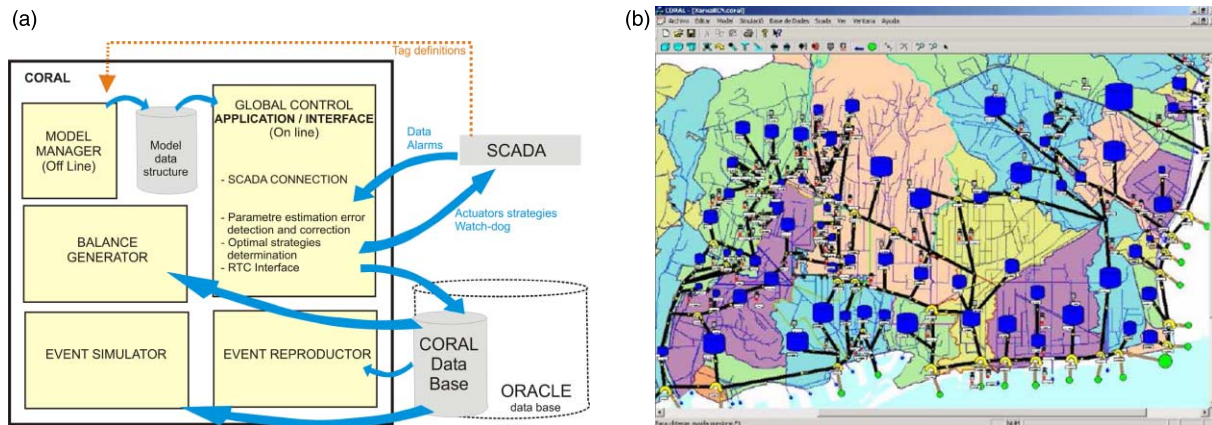 (a)
Tag definitions
CORAL
MODEL
MANAGER
(Off Line)
Model
data
structure
GLOBAL CONTROL
APPLICATION / INTERFACE
(On line)
- SCADA CONNECTION
- Parametre estimation error
detection and correction
- Optimal strategies
determination
- RTC Interface
Data
Alarms
SCADA
Actuators strategies
Watch-dog
BALANCE
GENERATOR
EVENT SIMULATOR
EVENT REPRODUCTOR
CORAL
Data
Base
ORACLE
data base
(b)
CORAL
Archivo Editar Model Simulació Base de Dades Scada Ver Ventana Ayuda
NUM